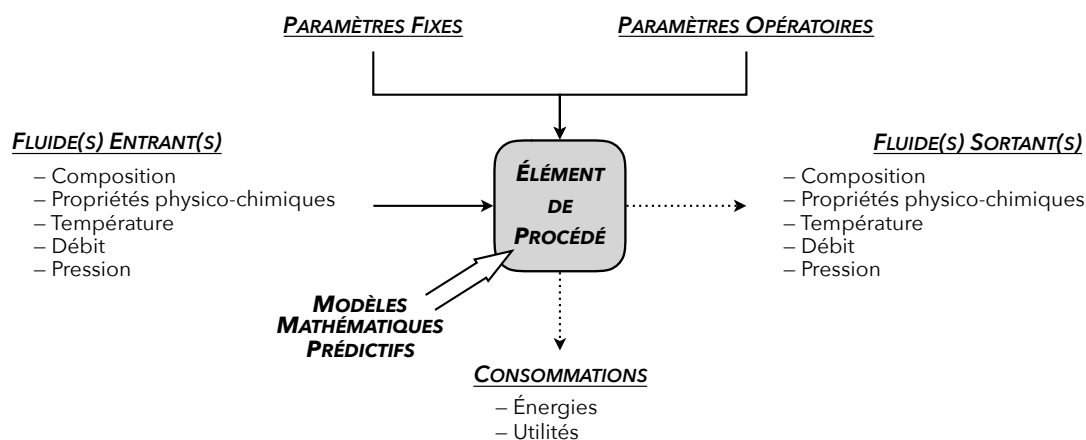 PARAMÈTRES FIXES
PARAMÈTRES OPÉRATOIRES
FLUIDE(S) ENTRANT(S)
– Composition
– Propriétés physico-chimiques
– Température
– Débit
– Pression
ÉLÉMENT
DE
PROCÉDÉ
FLUIDE(S) SORTANT(S)
– Composition
– Propriétés physico-chimiques
– Température
– Débit
– Pression
MODÈLES
MATHÉMATIQUES
PRÉDICTIFS
CONSOMMATIONS
– Énergies
– Utilités